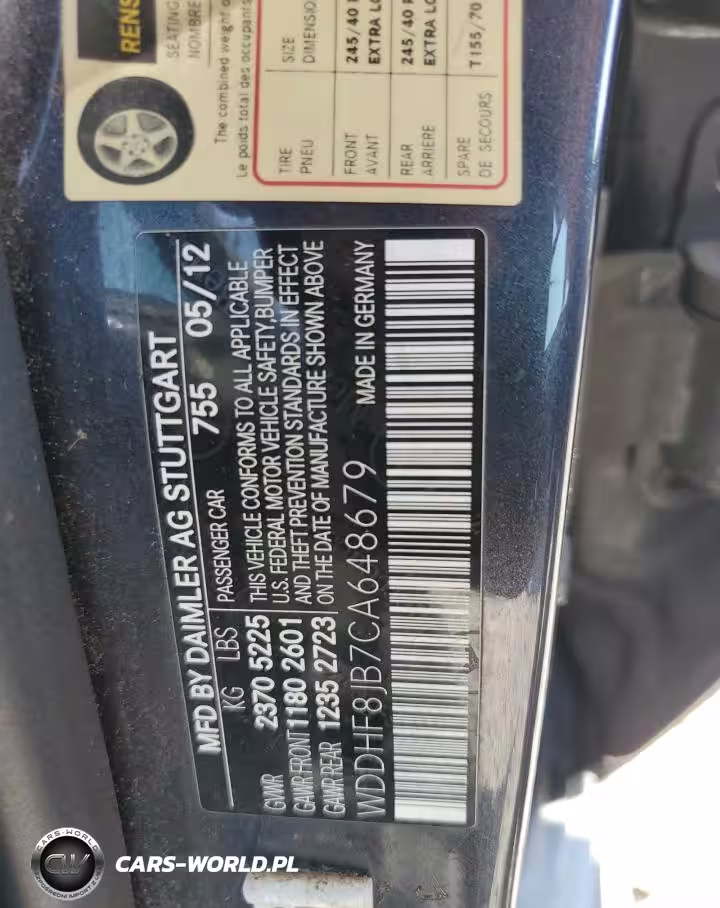 RENS
SEATING
NOMBRE
The combined weight o
Le poids total des occupants
TIRE SIZE
PNEU DIMENSIO
FRONT 245/40 R
AVANT EXTRA LO
REAR 245/40 R
ARRIÈRE EXTRA LO
SPARE T155/70
DE SECOURS
MFD BY DAIMLER AG STUTTGART
PASSENGER CAR 755 05/12
KG LBS
GVWR 2370 5225
GAWR FRONT 1180 2601
GAWR REAR 1235 2723
THIS VEHICLE CONFORMS TO ALL APPLICABLE
U.S. FEDERAL MOTOR VEHICLE SAFETY,BUMPER
AND THEFT PREVENTION STANDARDS IN EFFECT
ON THE DATE OF MANUFACTURE SHOWN ABOVE
WDDHF8JB7CA648679 MADE IN GERMANY
CARS-WORLD
CW
CARS-WORLD.PL